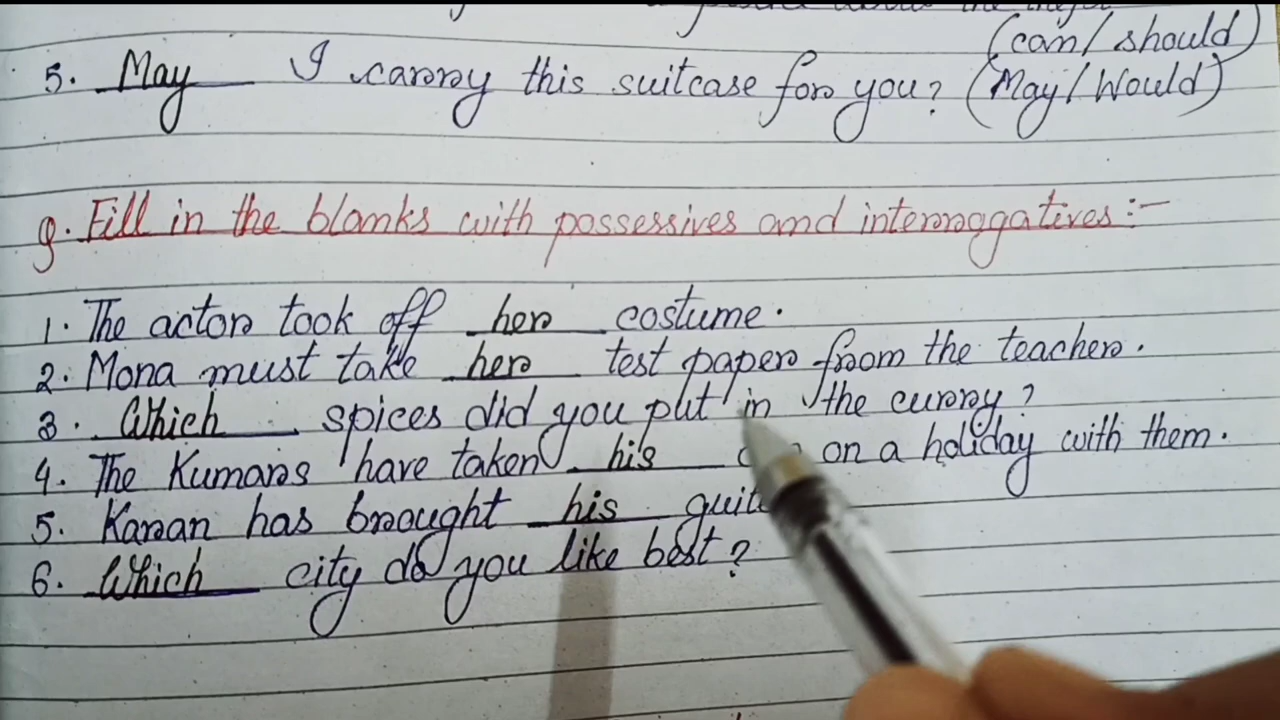 (can/should)
5. May I carry this suitcase for you? (May/Would)
g. Fill in the blanks with possessives and interroggatives:-
1. The actor took off her costume.
2. Mona must take her test paper from the teacher.
3. Which spices did you put in the curry?
4. The Kumars have taken his on a holiday with them.
5. Karan has brought his
6. Which city do you like best?